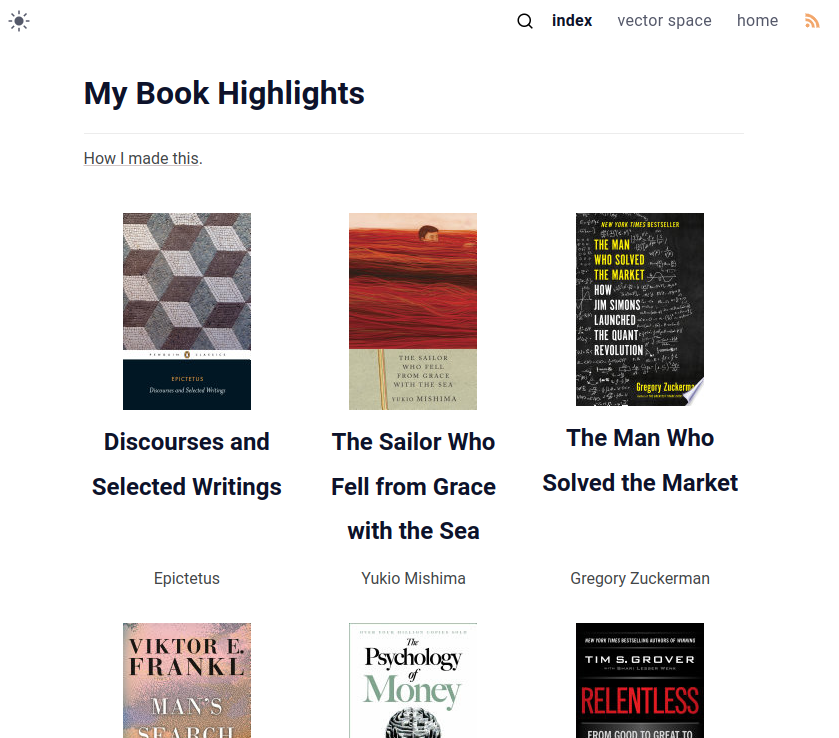 index vector space home
My Book Highlights
How I made this.
PENGUIN CLASSICS
EPICTETUS
Discourses and Selected Writings
THE SAILOR
WHO FELL
FROM GRACE
WITH THE SEA
YUKIO MISHIMA
NEW YORK TIMES BESTSELLER
THE MAN
WHO SOLVED
THE MARKET
HOW
JIM SIMONS
LAUNCHED
THE QUANT
REVOLUTION
Gregory Zuckerma
Discourses and
Selected Writings
The Sailor Who
Fell from Grace
with the Sea
The Man Who
Solved the Market
Epictetus
Yukio Mishima
Gregory Zuckerman
VIKTOR E.
FRANKL
MAN'S
SEARCH
OVER FOUR MILLION COPIES SOLD
The
Psychology
of
Money
NEW YORK TIMES BESTSELLING AUTHORS OF WINNING
TIM S. GROVER
WITH SHARI LESSER WENK
RELENTLESS
FROM GOOD TO GREAT TO